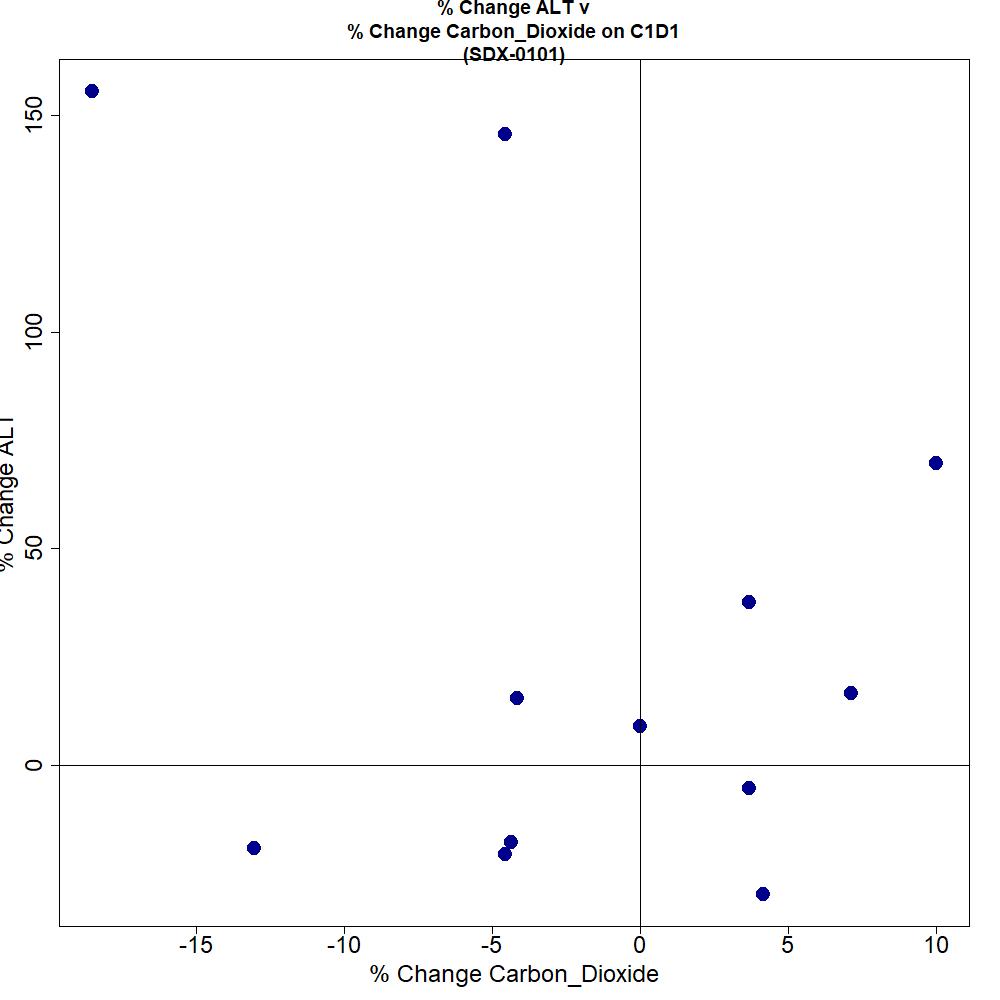 % Change ALT v
% Change Carbon_Dioxide on C1D1
(SDX-0101)
150
100
50
0
% Change ALT
-15
-10
-5
0
5
10
% Change Carbon_Dioxide